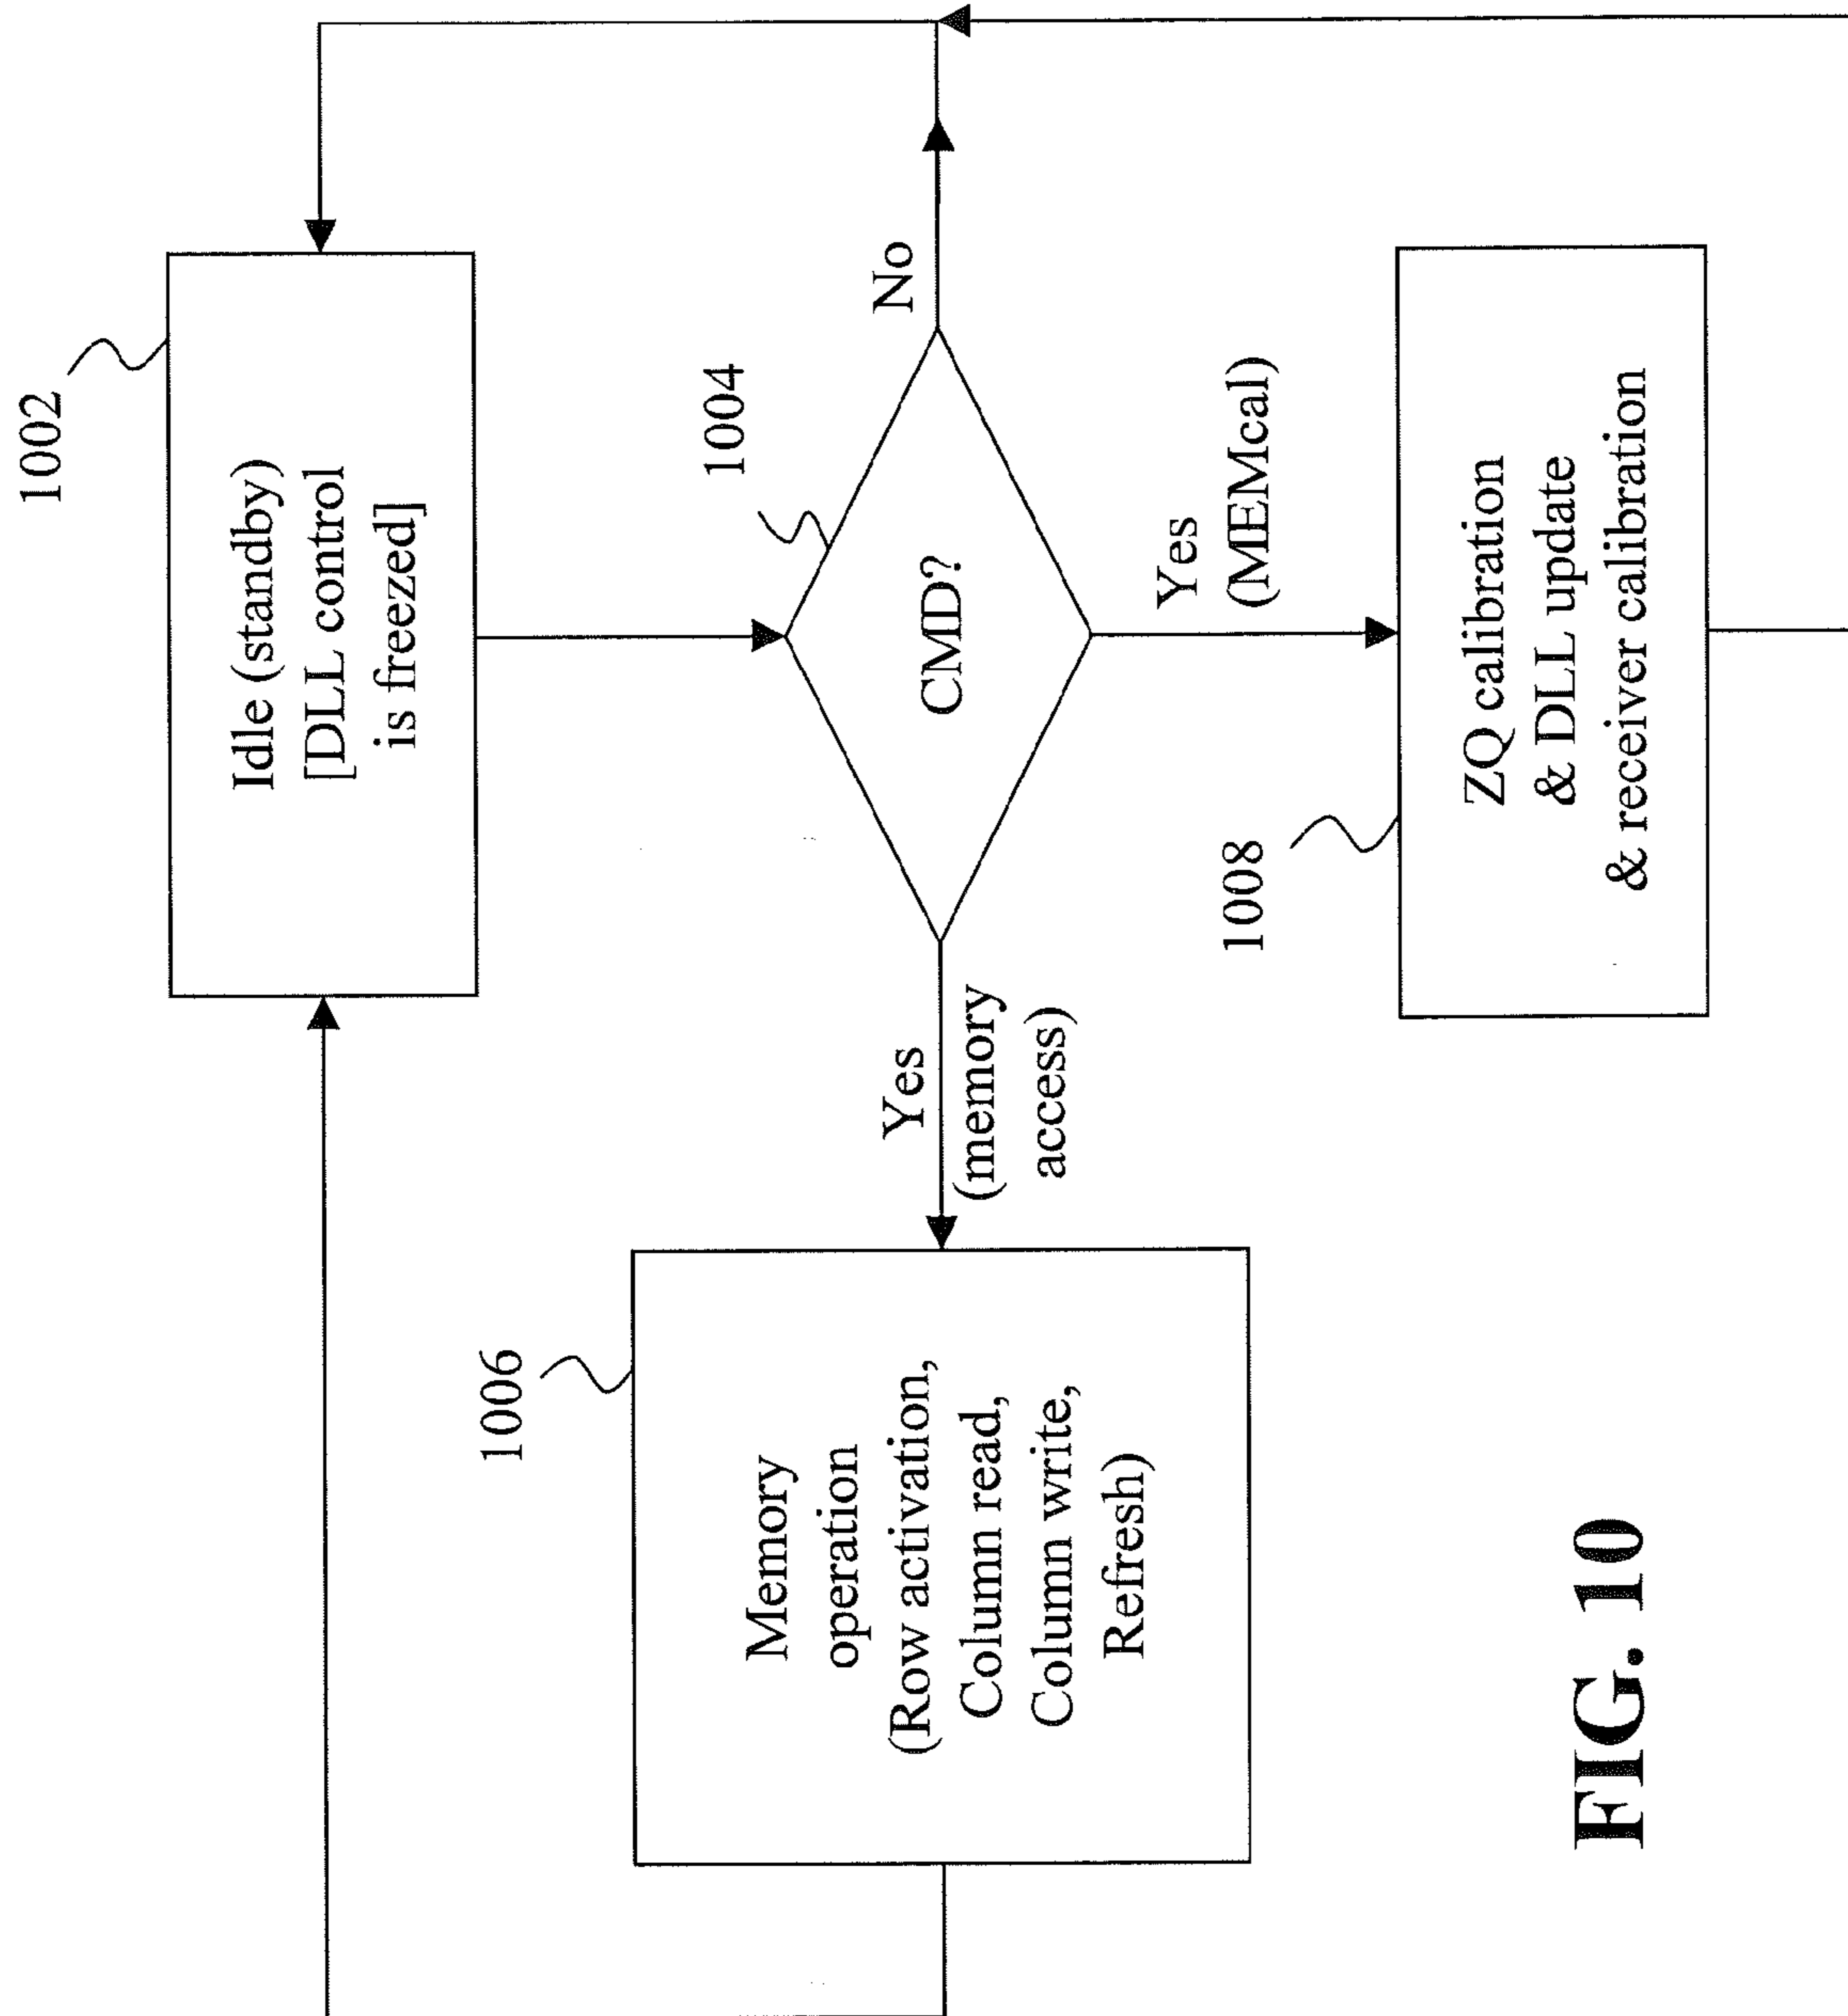 1002
Idle (standby)
[DLL control
is freezed]
1004
CMD?
No
Yes
(memory
access)
Yes
(MEMcal)
1006
Memory
operation
(Row activation,
Column read,
Column write,
Refresh)
1008
ZQ calibration
& DLL update
& receiver calibration
FIG. 10